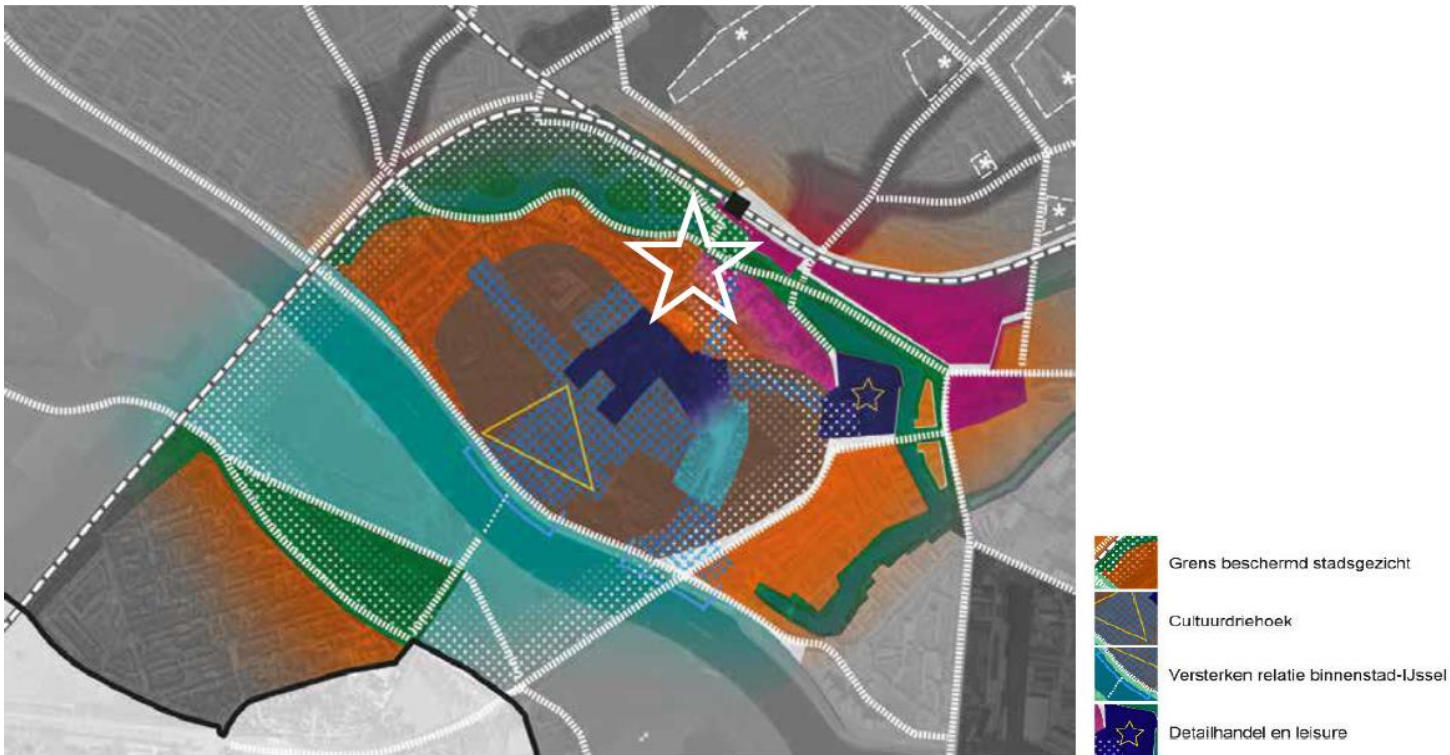 Grens beschermd stadsgezicht
Cultuurdriehoek
Versterken relatie binnenstad-IJssel
Detailhandel en leisure